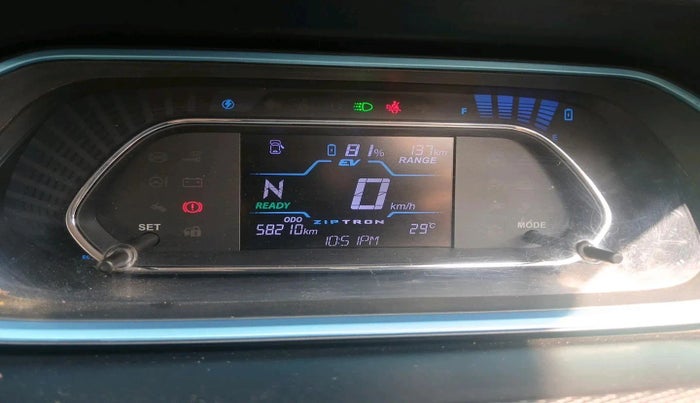 F
E
81% 137km
EV RANGE
N 0 km/h
READY
ODO ZIPTRON
58210km 29°C
10:51PM
SET
MODE